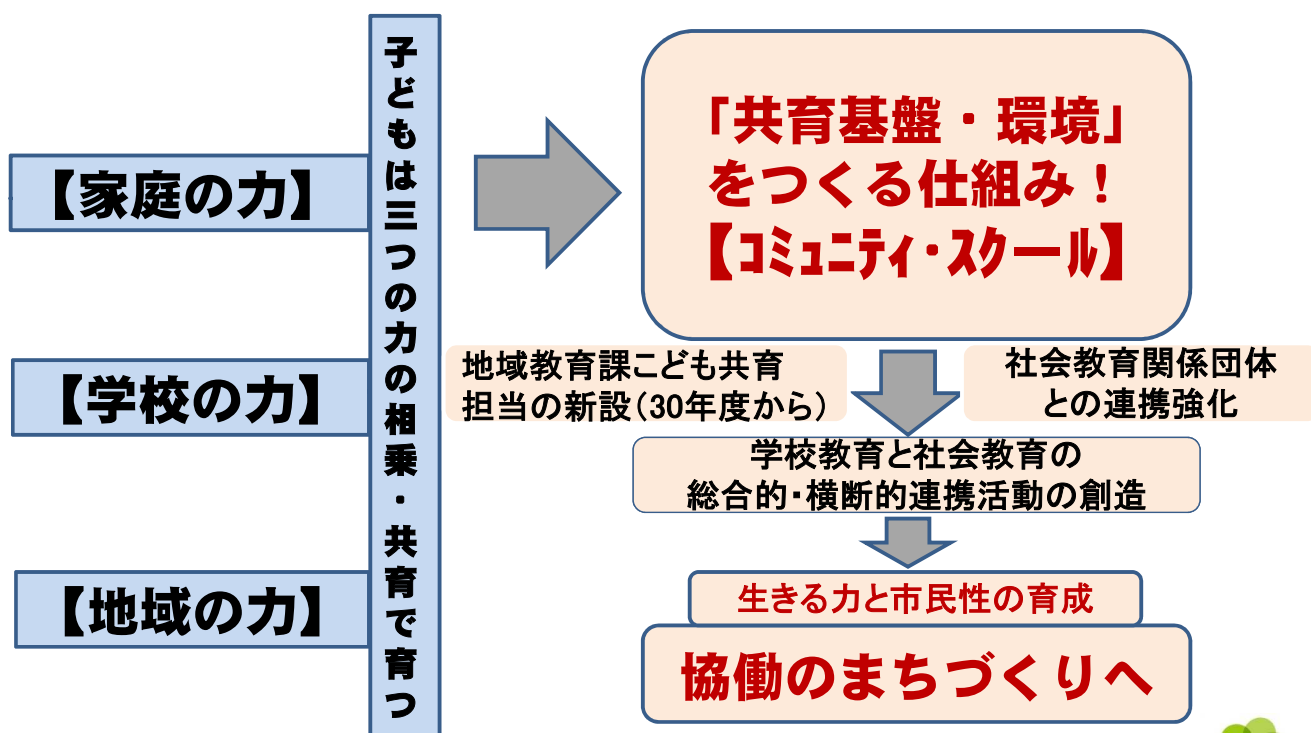 【家庭の力】
【学校の力】
【地域の力】
子どもは三つの力の相乗・共育で育つ
「共育基盤・環境」
をつくる仕組み！
【ｺﾐｭﾆﾃｨ・ｽｸｰﾙ】
地域教育課こども共育
担当の新設（30年度から）
社会教育関係団体
との連携強化
学校教育と社会教育の
総合的・横断的連携活動の創造
生きる力と市民性の育成
協働のまちづくりへ